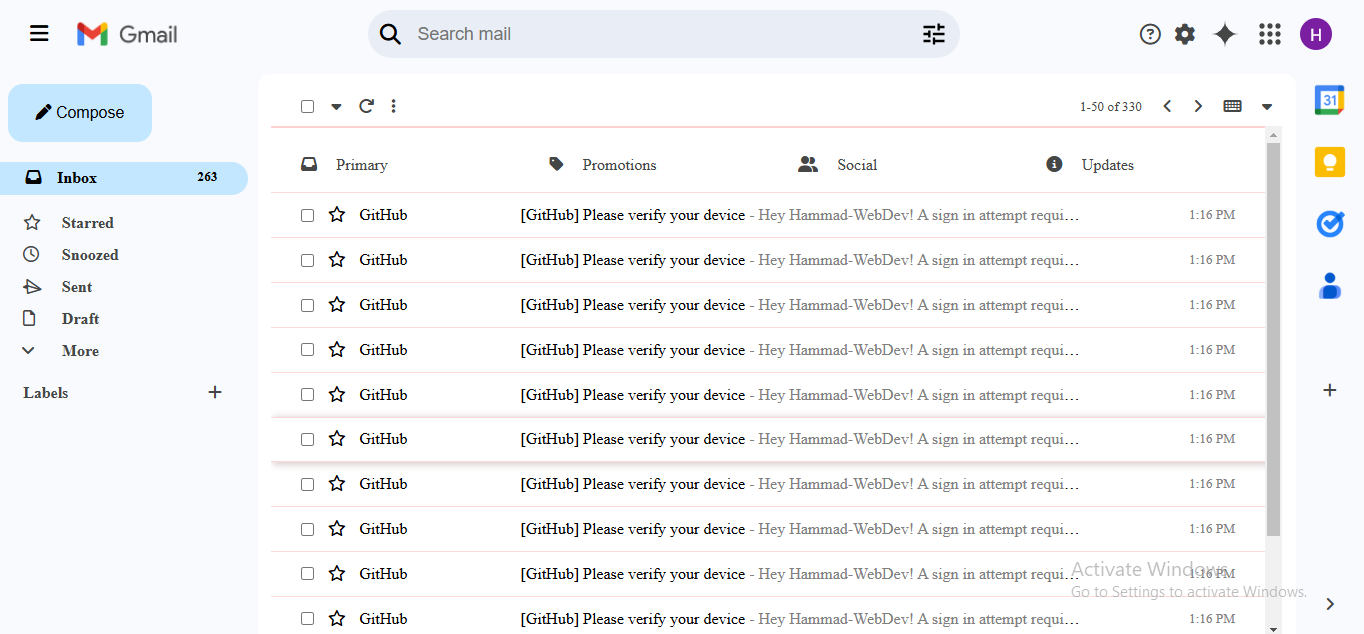 Gmail
Search mail
H
Compose
1-50 of 330
31
Inbox 263
Primary Promotions Social Updates
Starred
Snoozed
Sent
Draft
More
Labels
GitHub [GitHub] Please verify your device - Hey Hammad-WebDev! A sign in attempt requi... 1:16 PM
GitHub [GitHub] Please verify your device - Hey Hammad-WebDev! A sign in attempt requi... 1:16 PM
GitHub [GitHub] Please verify your device - Hey Hammad-WebDev! A sign in attempt requi... 1:16 PM
GitHub [GitHub] Please verify your device - Hey Hammad-WebDev! A sign in attempt requi... 1:16 PM
GitHub [GitHub] Please verify your device - Hey Hammad-WebDev! A sign in attempt requi... 1:16 PM
GitHub [GitHub] Please verify your device - Hey Hammad-WebDev! A sign in attempt requi... 1:16 PM
GitHub [GitHub] Please verify your device - Hey Hammad-WebDev! A sign in attempt requi... 1:16 PM
GitHub [GitHub] Please verify your device - Hey Hammad-WebDev! A sign in attempt requi... 1:16 PM
GitHub [GitHub] Please verify your device - Hey Hammad-WebDev! A sign in attempt requi... 1:16 PM
GitHub [GitHub] Please verify your device - Hey Hammad-WebDev! A sign in attempt requi... 1:16 PM
Activate Windows
Go to Settings to activate Windows.